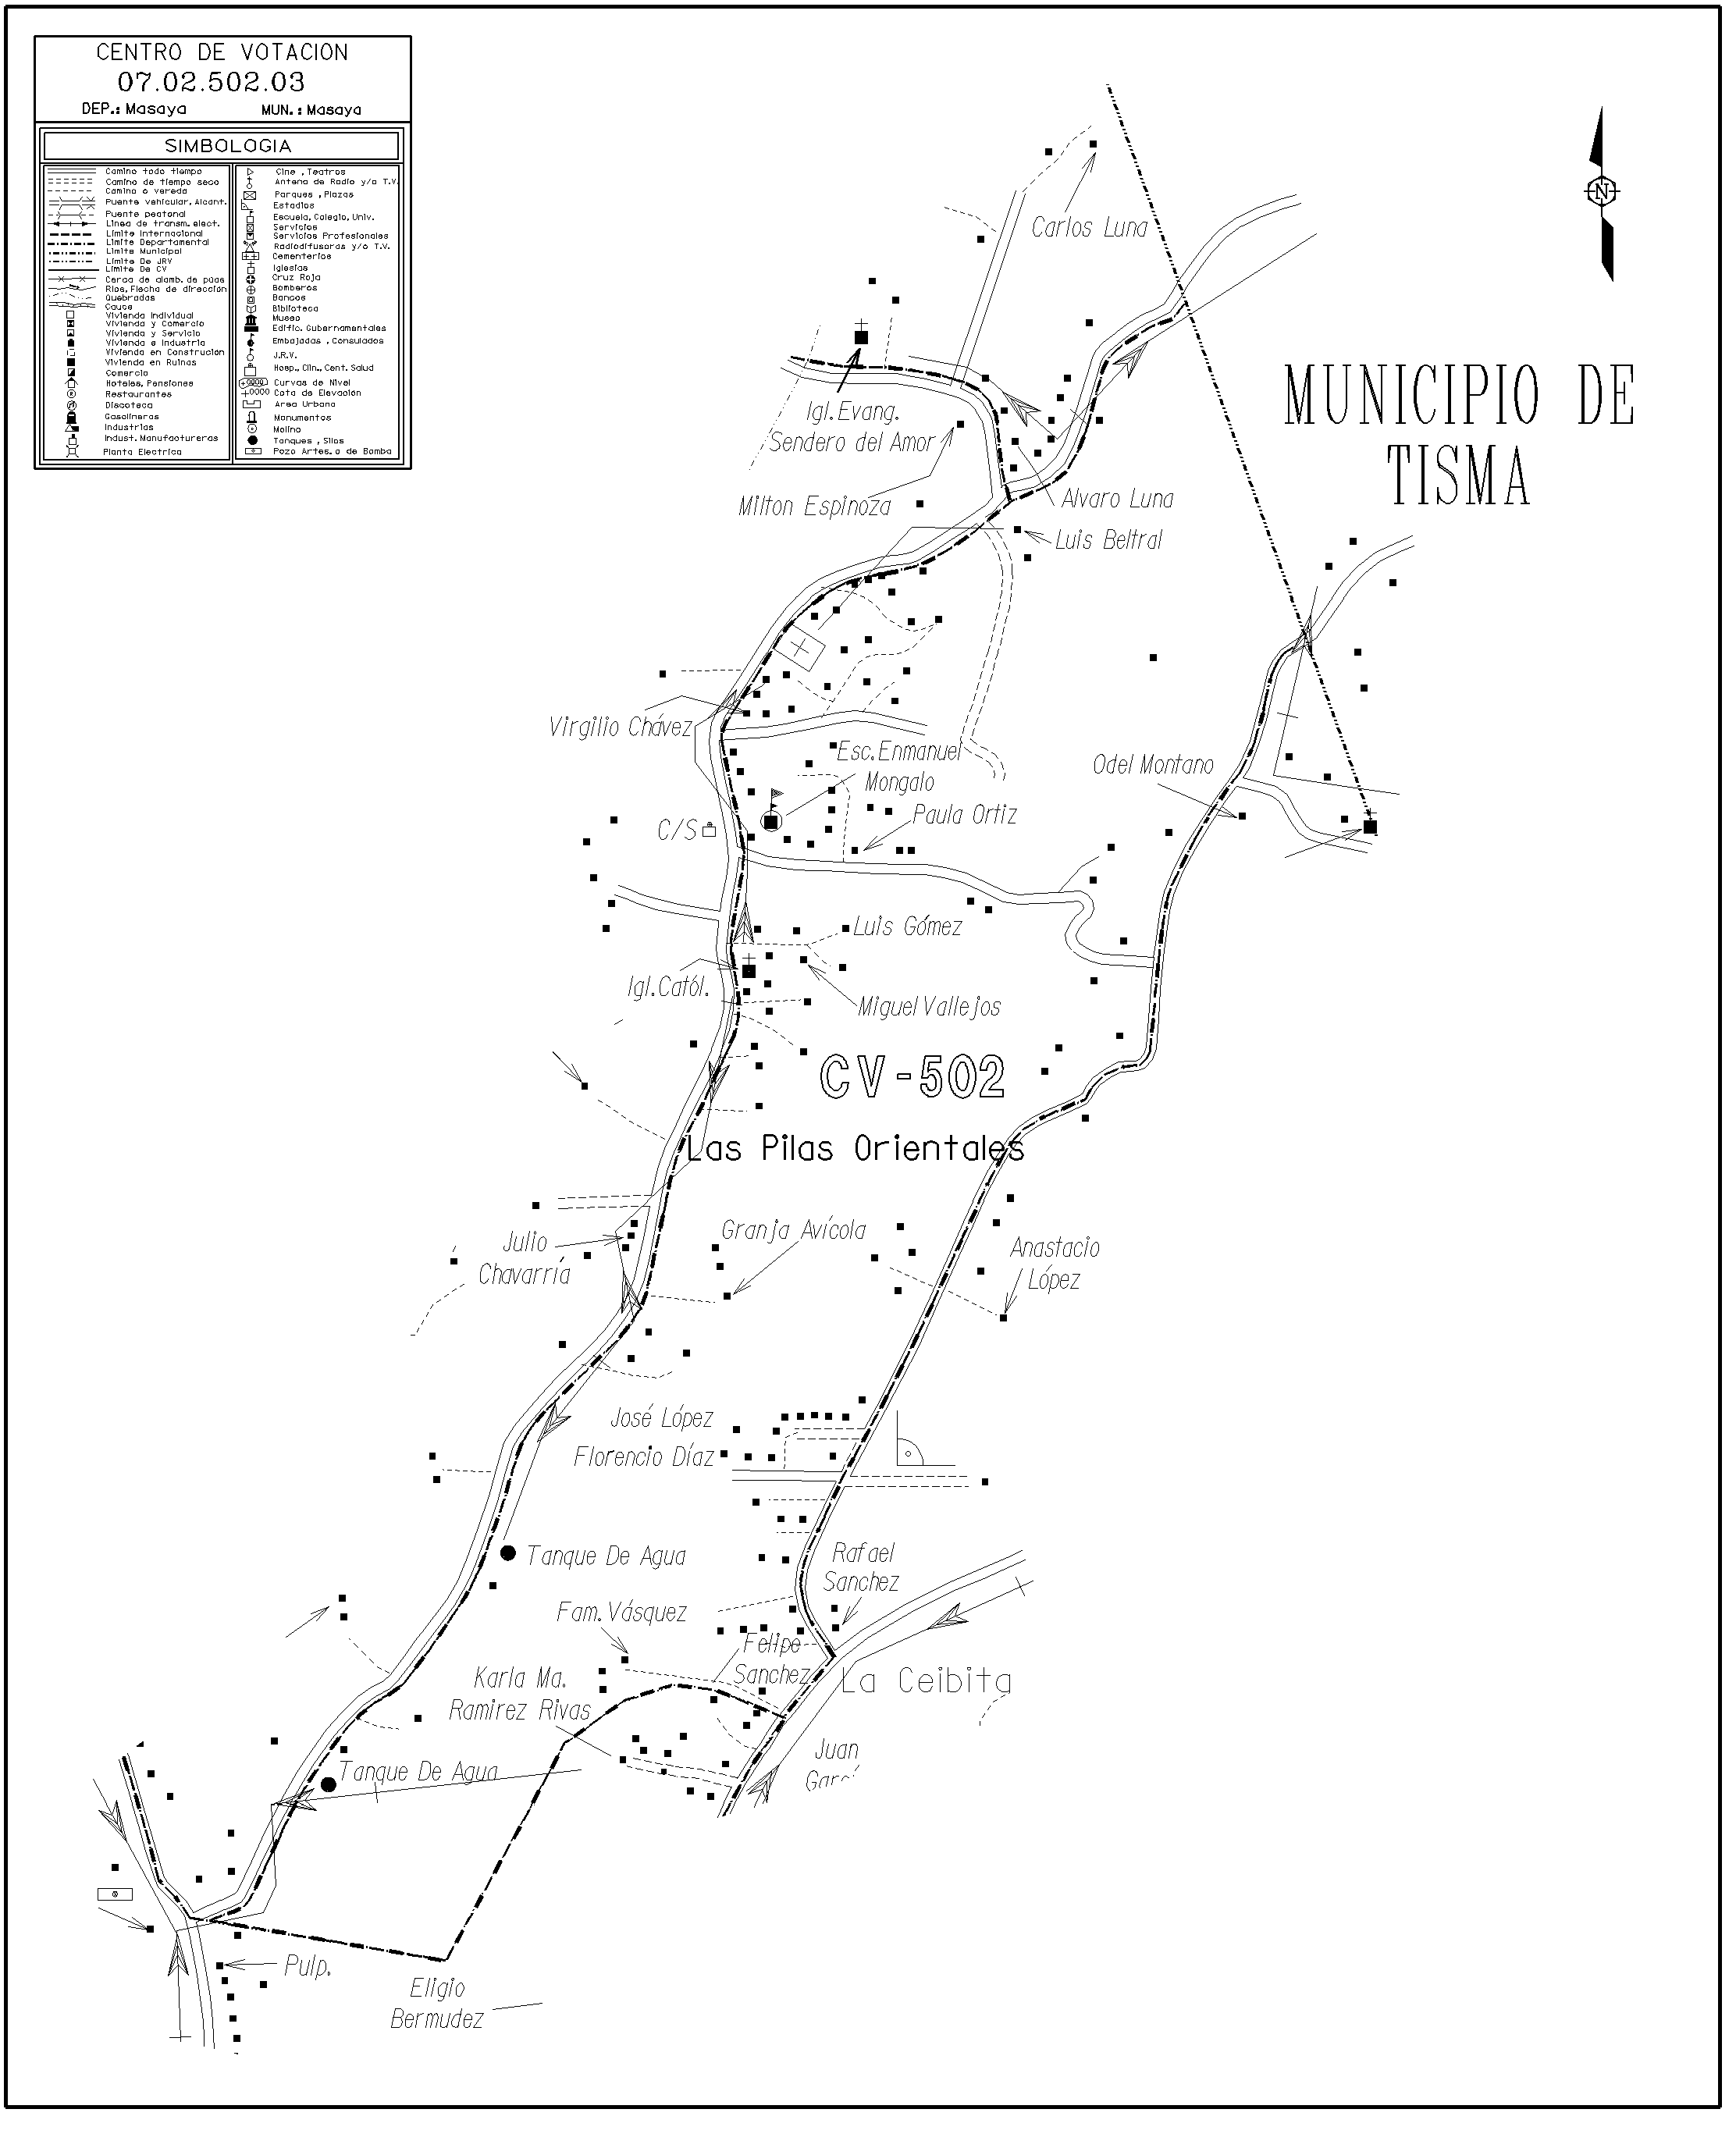 CENTRO DE VOTACION
07.02.502.03
DEP.: Masaya MUN.: Masaya
SIMBOLOGIA
Camino todo tiempo
Camino de tiempo seco
Camino o vereda
Puente vehicular, Alcant.
Puente peatonal
Linea de transm. elect.
Limite Internacional
Limite Departamental
Limite Municipal
Limite De JRV
Limite De CV
Cerca de alamb. de púas
Ríos, Flecha de dirección
Quebradas
Cauce
Vivienda Individual
Vivienda y Comercio
Vivienda y Servicio
Vivienda e Industria
Vivienda en Construción
Vivienda en Ruinas
Comercio
Hoteles, Pensiones
Restaurantes
Discoteca
Gasolineras
Industrias
Indust. Manufactureras
Planta Electrica
Cine , Teatros
Antena de Radio y/o T.V.
Parques , Plazas
Estadios
Escuela, Colegio, Univ.
Servicios
Servicios Profesionales
Radiodifusoras y/o T.V.
Cementerios
Iglesias
Cruz Roja
Bomberos
Bancos
Biblioteca
Museo
Edific. Gubernamentales
Embajadas , Consulados
J.R.V.
Hosp., Clin., Cent. Salud
Curvas de Nivel
Cota de Elevación
Area Urbana
Monumentos
Molino
Tanques , Silos
Pozo Artes. o de Bomba
N
Carlos Luna
MUNICIPIO DE
TISMA
Igl.Evang.
Sendero del Amor
Milton Espinoza
Alvaro Luna
Luis Beltral
Virgilio Chávez
Esc.Enmanuel
Mongalo
Odel Montano
Paula Ortiz
C/S
Luis Gómez
Igl.Catól.
Miguel Vallejos
CV-502
Las Pilas Orientales
Granja Avícola
Julio
Chavarría
Anastacio
López
José López
Florencio Díaz
Tanque De Agua
Rafael
Sanchez
Fam.Vásquez
Felipe
Sanchez
Karla Ma.
Ramirez Rivas
La Ceibita
Juan
Tanque De Agua
Pulp.
Eligio
Bermudez